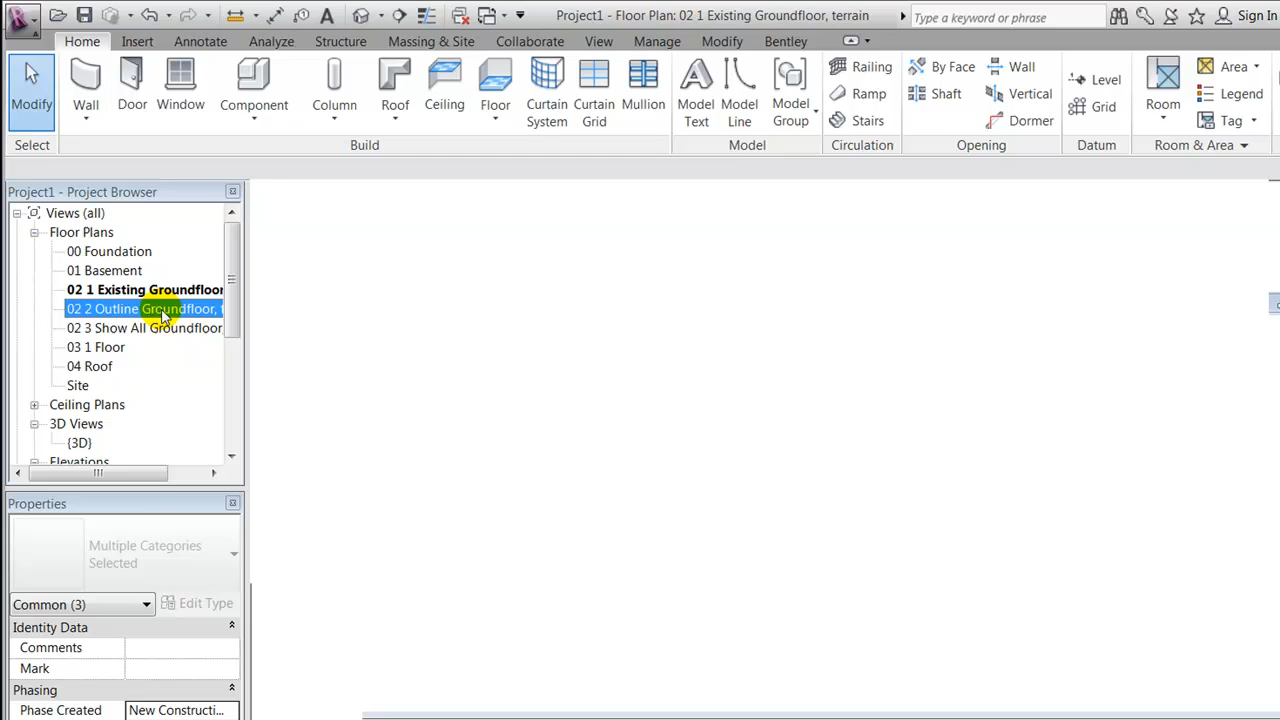 Project1 - Floor Plan: 02 1 Existing Groundfloor, terrain
Type a keyword or phrase
Sign In
Home Insert Annotate Analyze Structure Massing & Site Collaborate View Manage Modify Bentley
Modify Wall Door Window Component Column Roof Ceiling Floor Curtain System Curtain Grid Mullion Model Text Model Line Model Group Railing Ramp Stairs By Face Shaft Wall Vertical Dormer Level Grid Room Area Legend Tag
Select Build Model Circulation Opening Datum Room & Area
Project1 - Project Browser
Views (all)
Floor Plans
00 Foundation
01 Basement
02 1 Existing Groundfloor
02 2 Outline Groundfloor, t
02 3 Show All Groundfloor,
03 1 Floor
04 Roof
Site
Ceiling Plans
3D Views
{3D}
Elevations
Properties
Multiple Categories
Selected
Common (3) Edit Type
Identity Data
Comments
Mark
Phasing
Phase Created New Constructi...